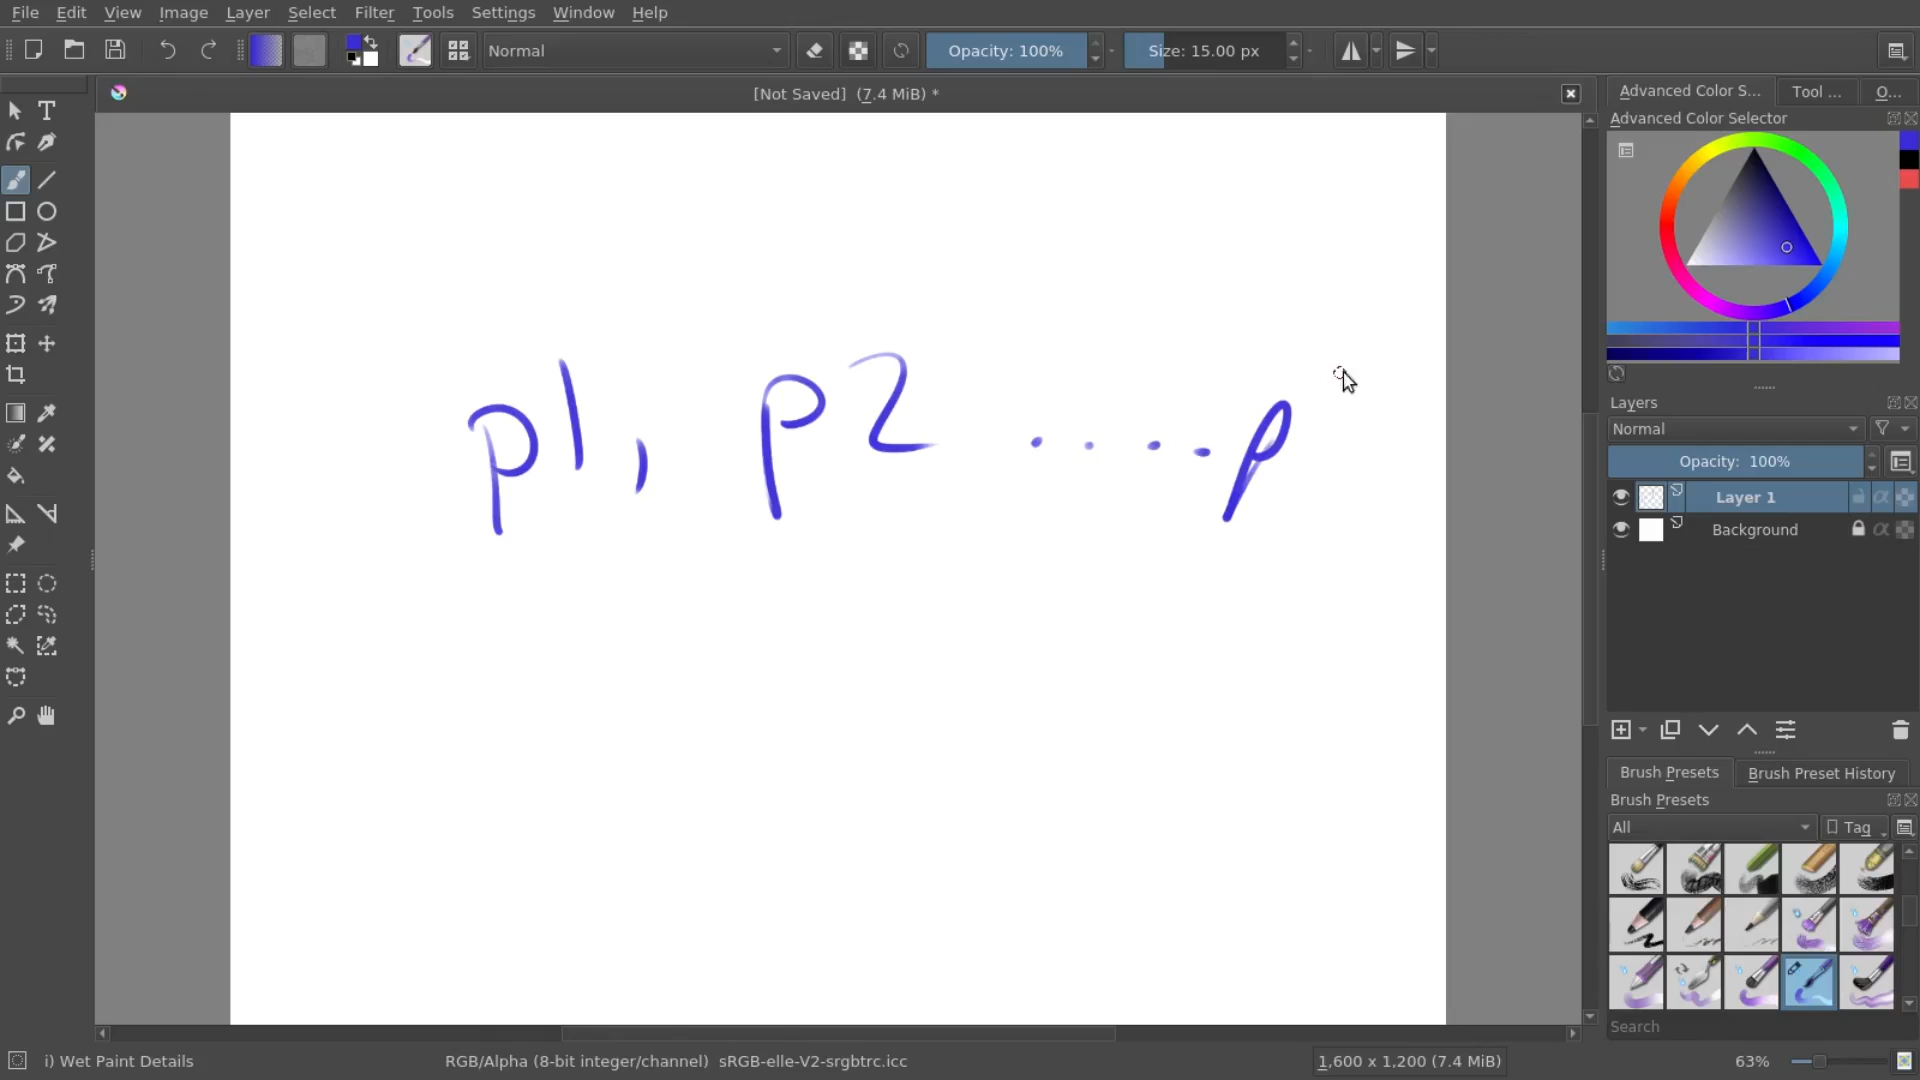 File Edit View Image Layer Select Filter Tools Settings Window Help
Normal Opacity: 100% Size: 15.00 px
[Not Saved] (7.4 MiB) *
Advanced Color S... Tool ... O...
Advanced Color Selector
p1, p2 ....p
Layers
Normal
Opacity: 100%
Layer 1
Background
Brush Presets Brush Preset History
Brush Presets
All Tag
Search
i) Wet Paint Details RGB/Alpha (8-bit integer/channel) sRGB-elle-V2-srgbtrc.icc 1,600 x 1,200 (7.4 MiB) 63%